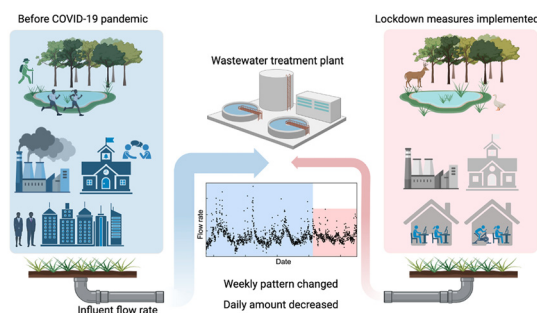 Before COVID-19 pandemic
Lockdown measures implemented
Wastewater treatment plant
Flow rate
Date
Weekly pattern changed
Daily amount decreased
Influent flow rate